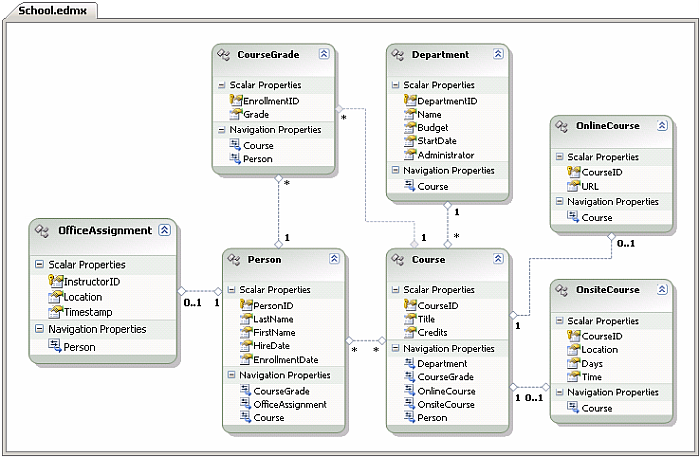 School.edmx
CourseGrade
Scalar Properties
EnrollmentID
Grade
Navigation Properties
Course
Person
Department
Scalar Properties
DepartmentID
Name
Budget
StartDate
Administrator
Navigation Properties
Course
OnlineCourse
Scalar Properties
CourseID
URL
Navigation Properties
Course
OfficeAssignment
Scalar Properties
InstructorID
Location
Timestamp
Navigation Properties
Person
Person
Scalar Properties
PersonID
LastName
FirstName
HireDate
EnrollmentDate
Navigation Properties
CourseGrade
OfficeAssignment
Course
Course
Scalar Properties
CourseID
Title
Credits
Navigation Properties
Department
CourseGrade
OnlineCourse
OnsiteCourse
Person
OnsiteCourse
Scalar Properties
CourseID
Location
Days
Time
Navigation Properties
Course
*
*
1
1
1
*
0..1
1
0..1
1
*
*
1
0..1